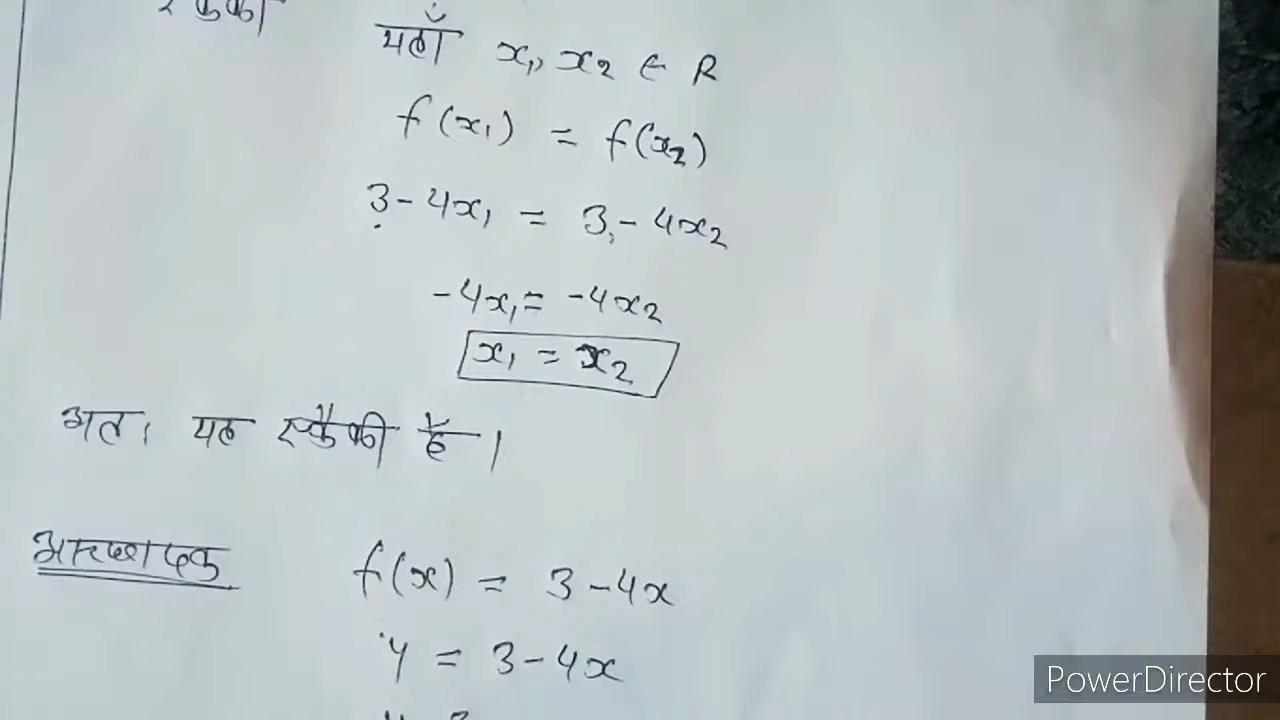 यहाँ x₁, x₂ ∈ R
f(x₁) = f(x₂)
3 - 4x₁ = 3 - 4x₂
-4x₁ = -4x₂
x₁ = x₂
अतः यह एकैकी है।
आच्छादक f(x) = 3 - 4x
y = 3 - 4x
PowerDirector